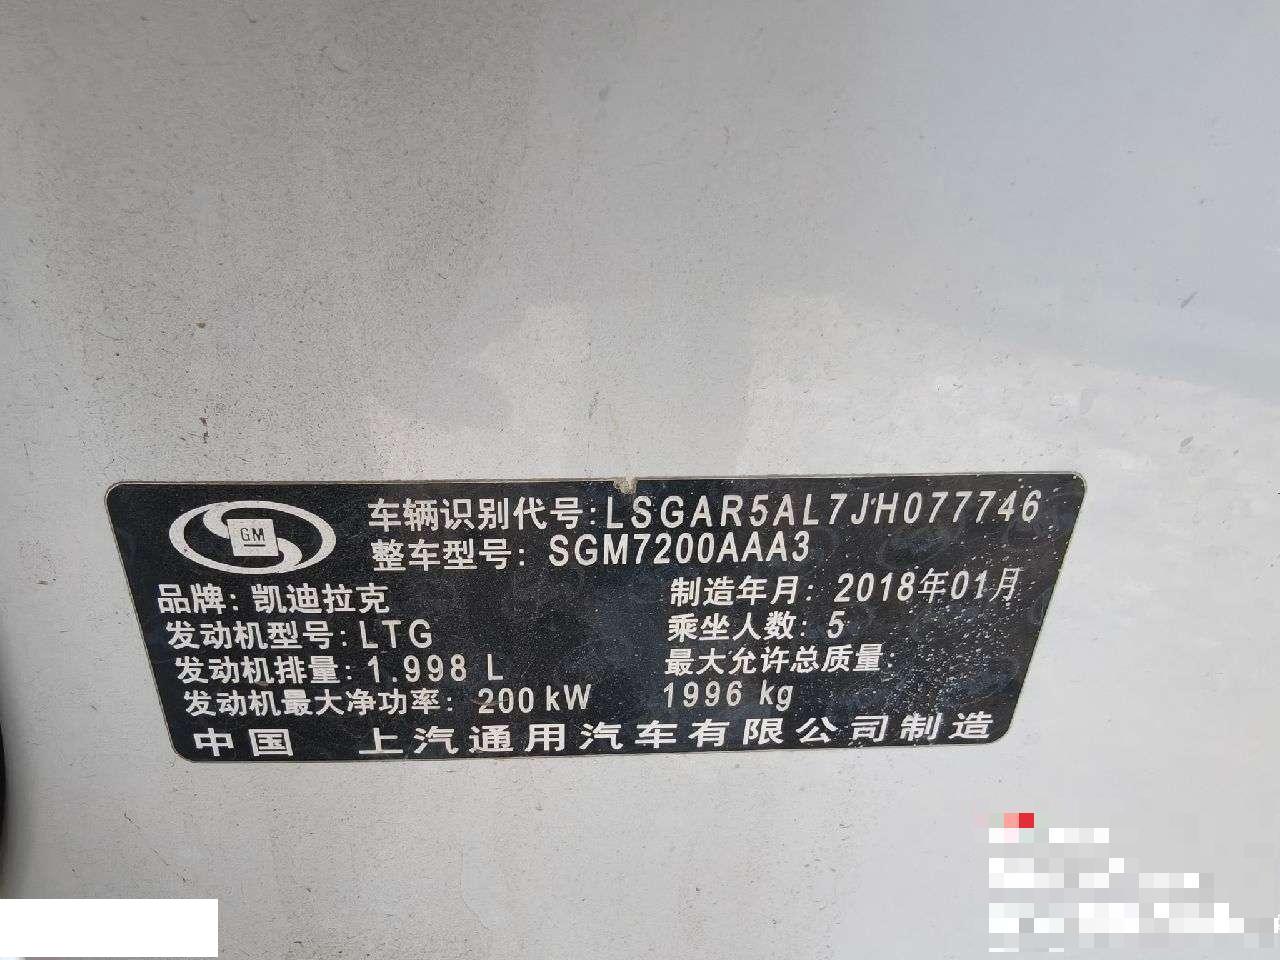 GM
车辆识别代号:LSGAR5AL7JH077746
整车型号: SGM7200AAA3
品牌: 凯迪拉克
制造年月: 2018年01月
发动机型号: LTG
乘坐人数: 5
发动机排量: 1.998 L
最大允许总质量:
1996 kg
发动机最大净功率: 200 kW
中国 上汽通用汽车有限公司制造